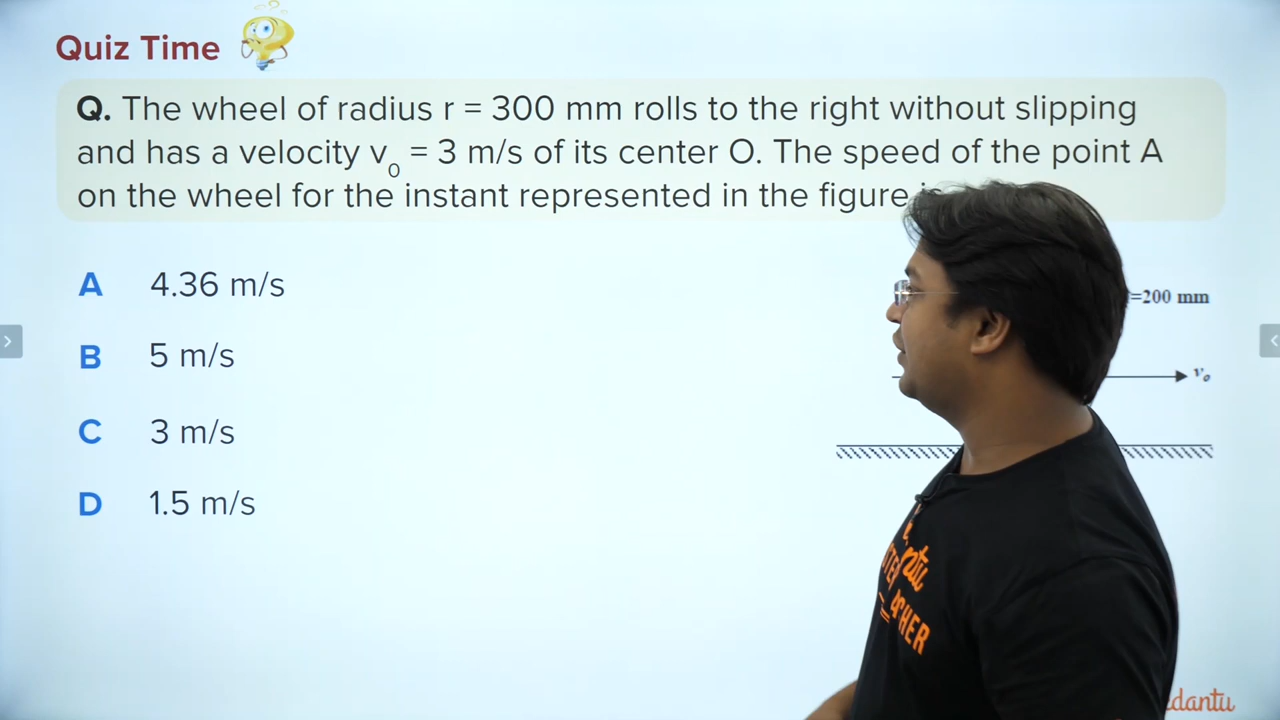 Quiz Time
Q. The wheel of radius r = 300 mm rolls to the right without slipping
and has a velocity vo = 3 m/s of its center O. The speed of the point A
on the wheel for the instant represented in the figure
A 4.36 m/s
B 5 m/s
C 3 m/s
D 1.5 m/s
=200 mm
vo